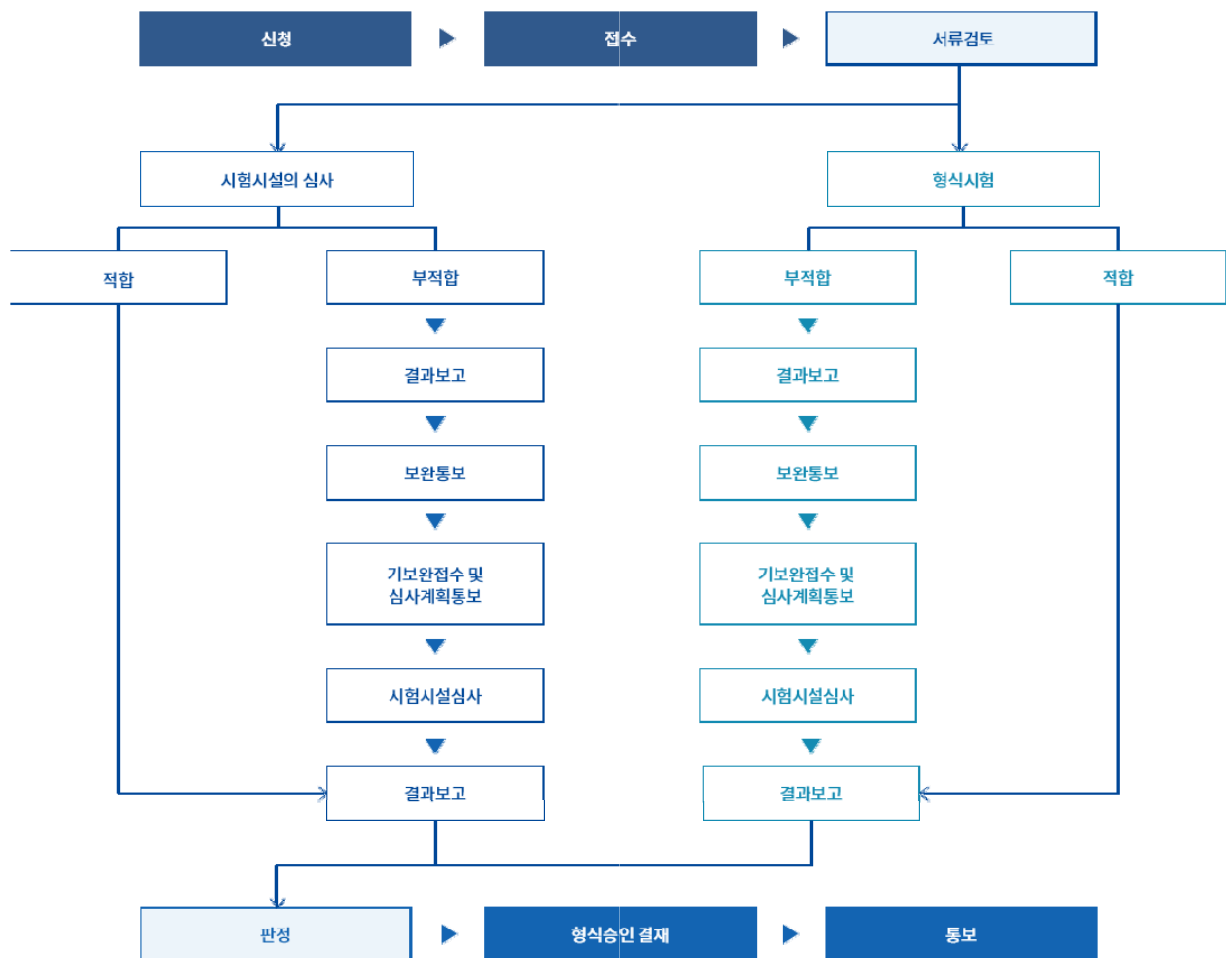 신청
접수
서류검토
시험시설의 심사
형식시험
적합
부적합
부적합
적합
결과보고
결과보고
보완통보
보완통보
기보완접수 및
심사계획통보
기보완접수 및
심사계획통보
시험시설심사
시험시설심사
결과보고
결과보고
판정
형식승인 결재
통보